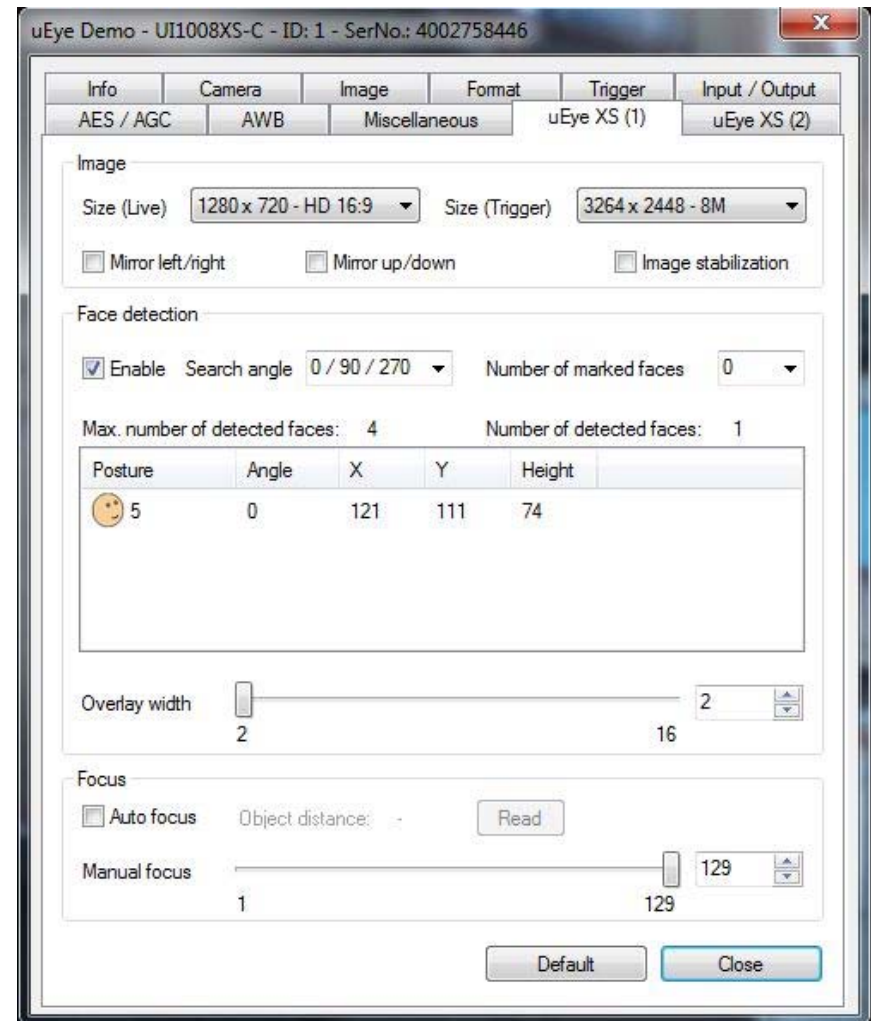 uEye Demo - UI1008XS-C - ID: 1 - SerNo.: 4002758446
Info Camera Image Format Trigger Input / Output
AES / AGC AWB Miscellaneous uEye XS (1) uEye XS (2)
Image
Size (Live) 1280 x 720 - HD 16:9 Size (Trigger) 3264 x 2448 - 8M
Mirror left/right Mirror up/down Image stabilization
Face detection
Enable Search angle 0 / 90 / 270 Number of marked faces 0
Max. number of detected faces: 4 Number of detected faces: 1
Posture Angle X Y Height
5 0 121 111 74
Overlay width 2
2 16
Focus
Auto focus Object distance: - Read
Manual focus 129
1 129
Default Close